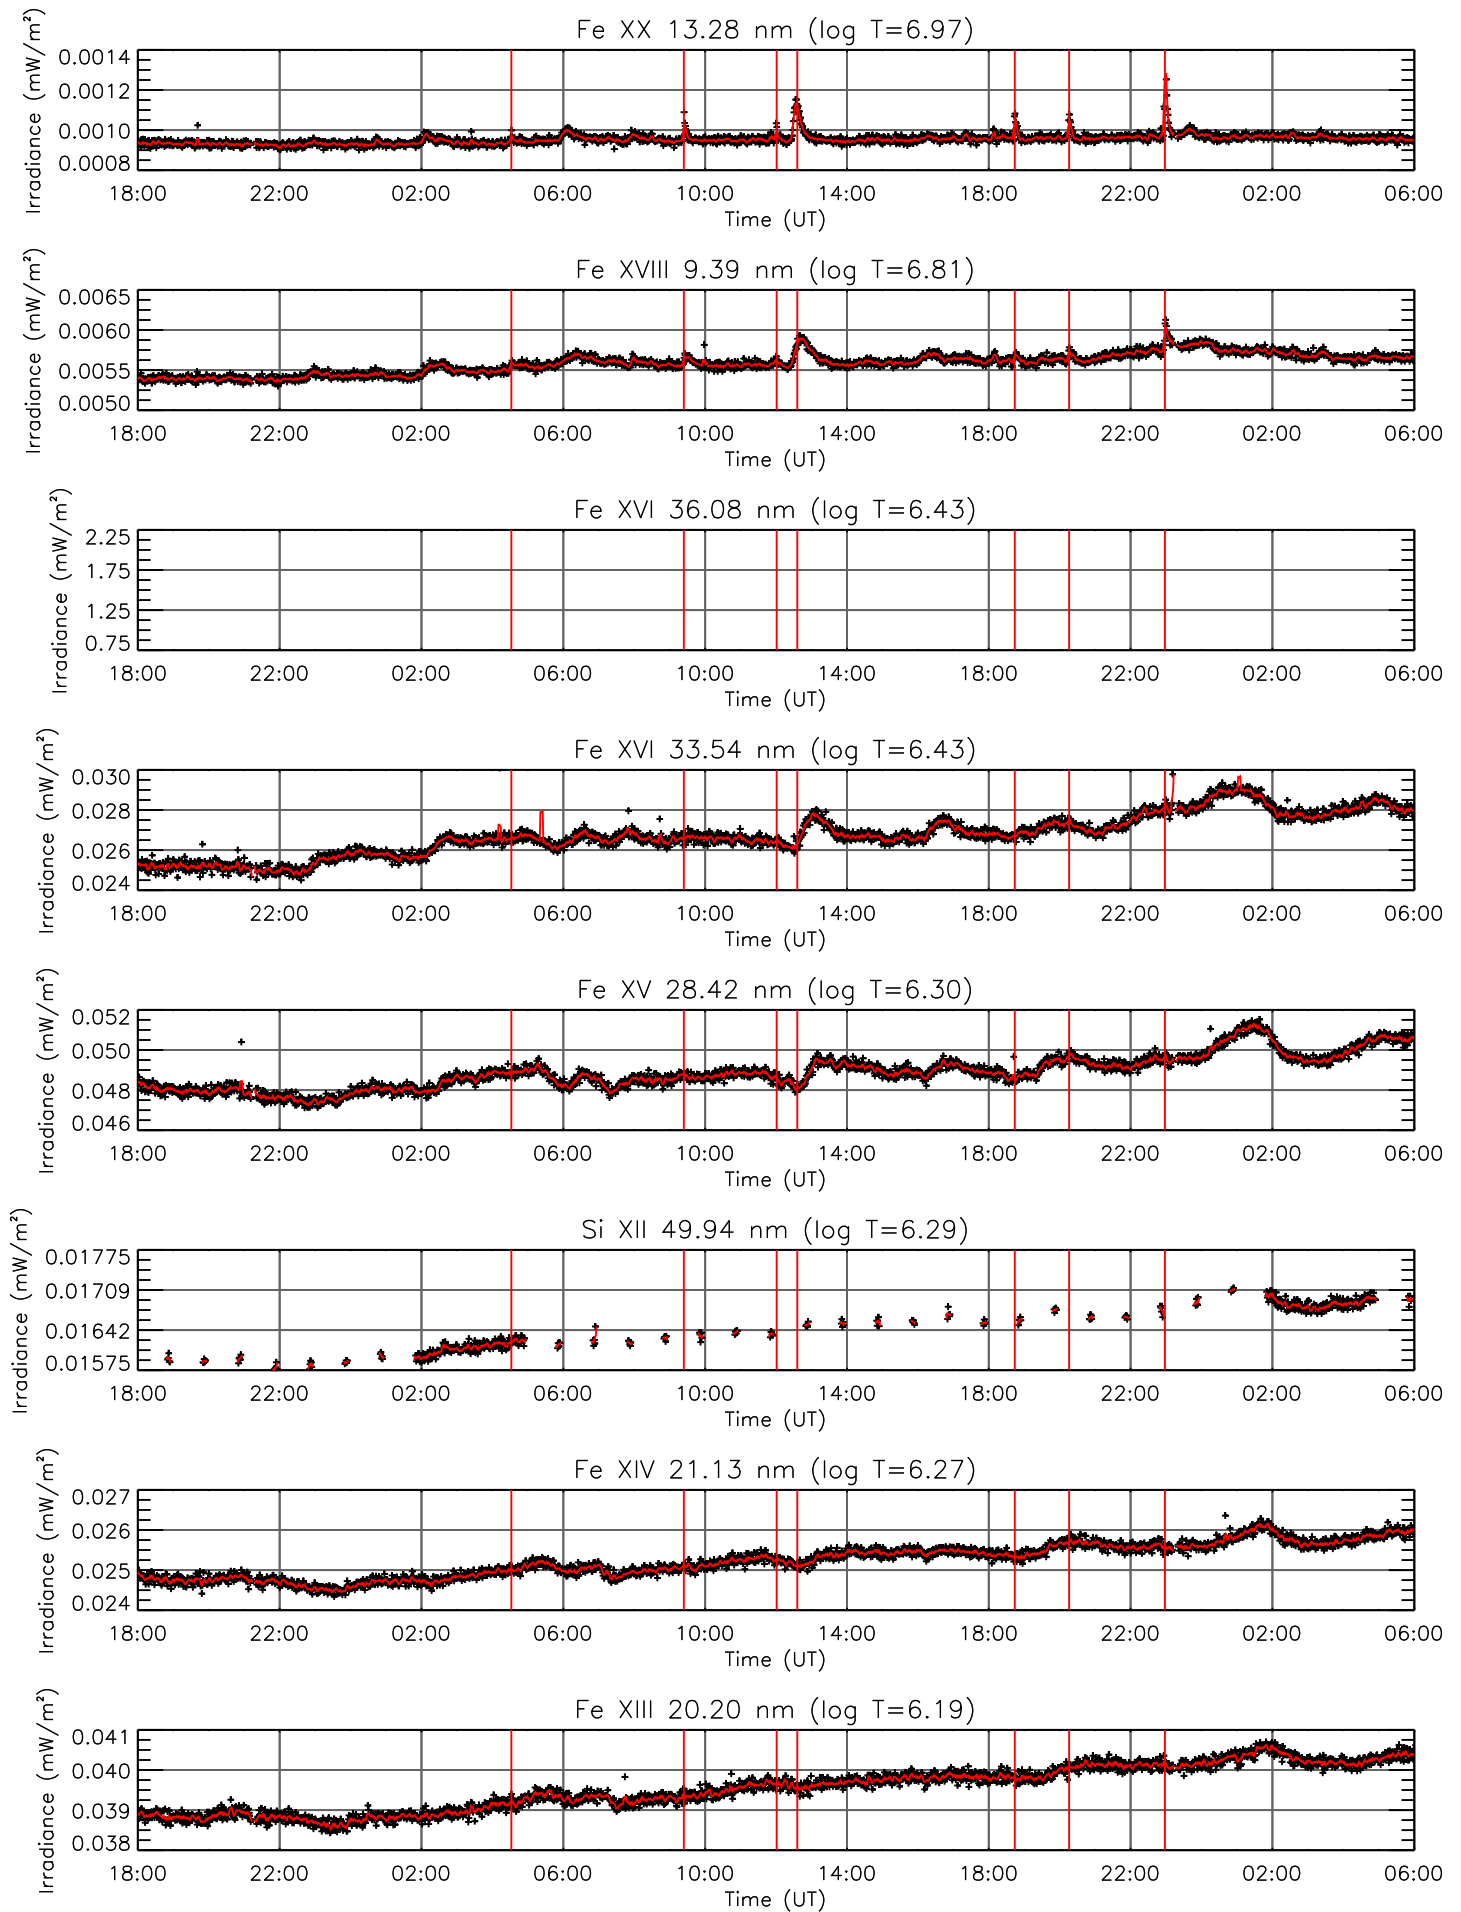 Fe XX 13.28 nm (log T=6.97)
Irradiance (mW/m²)
0.0014
0.0012
0.0010
0.0008
18:00 22:00 02:00 06:00 10:00 14:00 18:00 22:00 02:00 06:00
Time (UT)
Fe XVIII 9.39 nm (log T=6.81)
Irradiance (mW/m²)
0.0065
0.0060
0.0055
0.0050
18:00 22:00 02:00 06:00 10:00 14:00 18:00 22:00 02:00 06:00
Time (UT)
Fe XVI 36.08 nm (log T=6.43)
Irradiance (mW/m²)
2.25
1.75
1.25
0.75
18:00 22:00 02:00 06:00 10:00 14:00 18:00 22:00 02:00 06:00
Time (UT)
Fe XVI 33.54 nm (log T=6.43)
Irradiance (mW/m²)
0.030
0.028
0.026
0.024
18:00 22:00 02:00 06:00 10:00 14:00 18:00 22:00 02:00 06:00
Time (UT)
Fe XV 28.42 nm (log T=6.30)
Irradiance (mW/m²)
0.052
0.050
0.048
0.046
18:00 22:00 02:00 06:00 10:00 14:00 18:00 22:00 02:00 06:00
Time (UT)
Si XII 49.94 nm (log T=6.29)
Irradiance (mW/m²)
0.01775
0.01709
0.01642
0.01575
18:00 22:00 02:00 06:00 10:00 14:00 18:00 22:00 02:00 06:00
Time (UT)
Fe XIV 21.13 nm (log T=6.27)
Irradiance (mW/m²)
0.027
0.026
0.025
0.024
18:00 22:00 02:00 06:00 10:00 14:00 18:00 22:00 02:00 06:00
Time (UT)
Fe XIII 20.20 nm (log T=6.19)
Irradiance (mW/m²)
0.041
0.040
0.039
0.038
18:00 22:00 02:00 06:00 10:00 14:00 18:00 22:00 02:00 06:00
Time (UT)